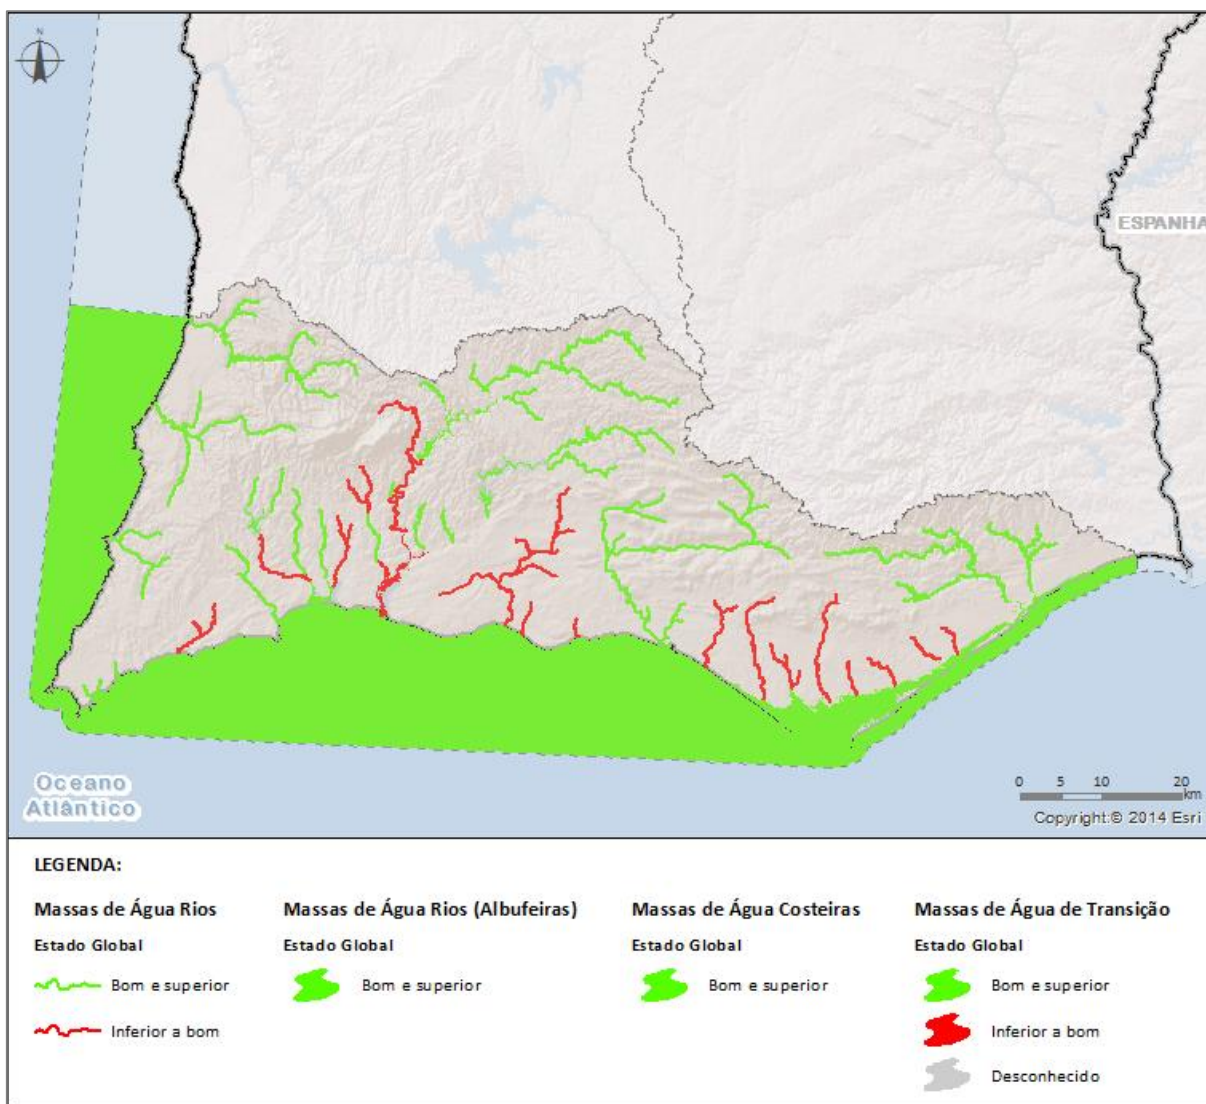 N
ESPANHA
Oceano
Atlântico
0 5 10 20
km
Copyright:© 2014 Esri
LEGENDA:
Massas de Água Rios
Estado Global
Bom e superior
Inferior a bom
Massas de Água Rios (Albufeiras)
Estado Global
Bom e superior
Massas de Água Costeiras
Estado Global
Bom e superior
Massas de Água de Transição
Estado Global
Bom e superior
Inferior a bom
Desconhecido